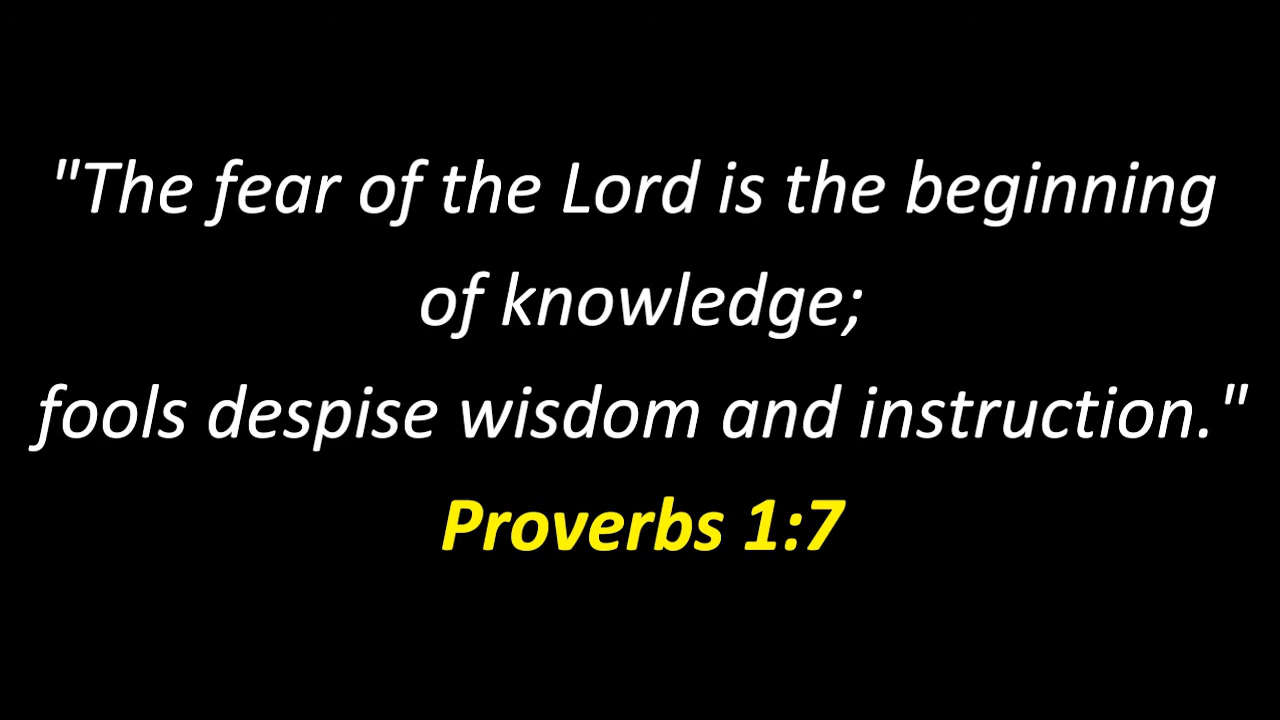 "The fear of the Lord is the beginning
of knowledge;
fools despise wisdom and instruction."
Proverbs 1:7